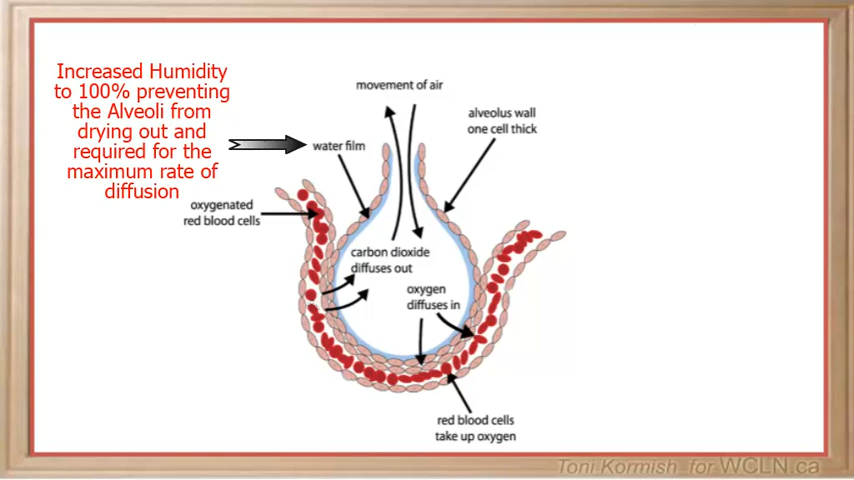 Increased Humidity
to 100% preventing
the Alveoli from
drying out and
required for the
maximum rate of
diffusion
movement of air
alveolus wall
one cell thick
water film
oxygenated
red blood cells
carbon dioxide
diffuses out
oxygen
diffuses in
red blood cells
take up oxygen
Toni Kormish for WCLN.ca